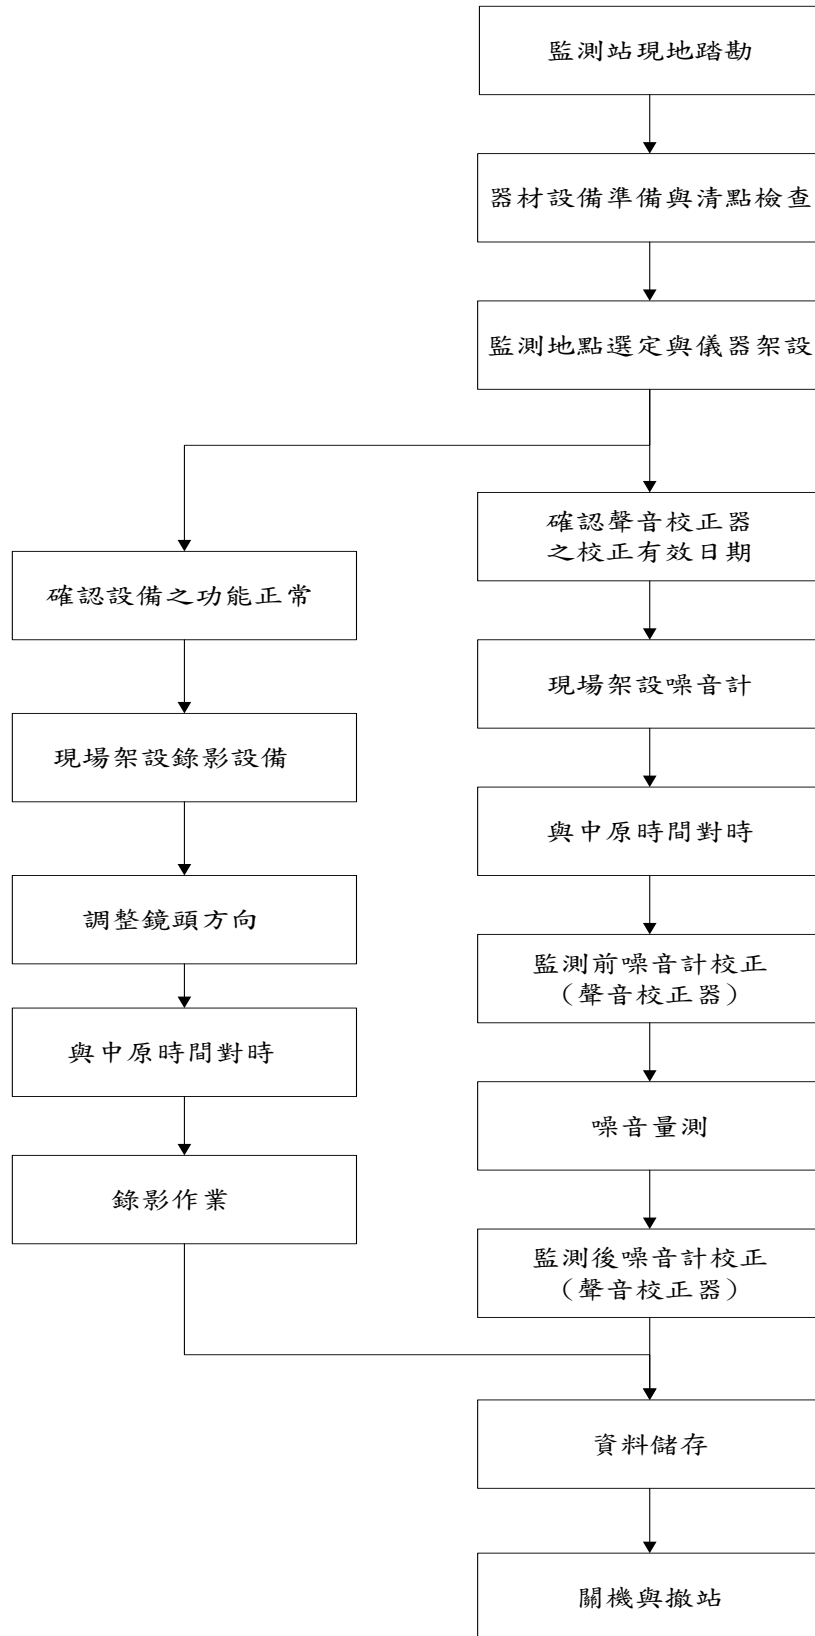 監測站現地踏勘
器材設備準備與清點檢查
監測地點選定與儀器架設
確認設備之功能正常
現場架設錄影設備
調整鏡頭方向
與中原時間對時
錄影作業
確認聲音校正器
之校正有效日期
現場架設噪音計
與中原時間對時
監測前噪音計校正
（聲音校正器）
噪音量測
監測後噪音計校正
（聲音校正器）
資料儲存
關機與撤站